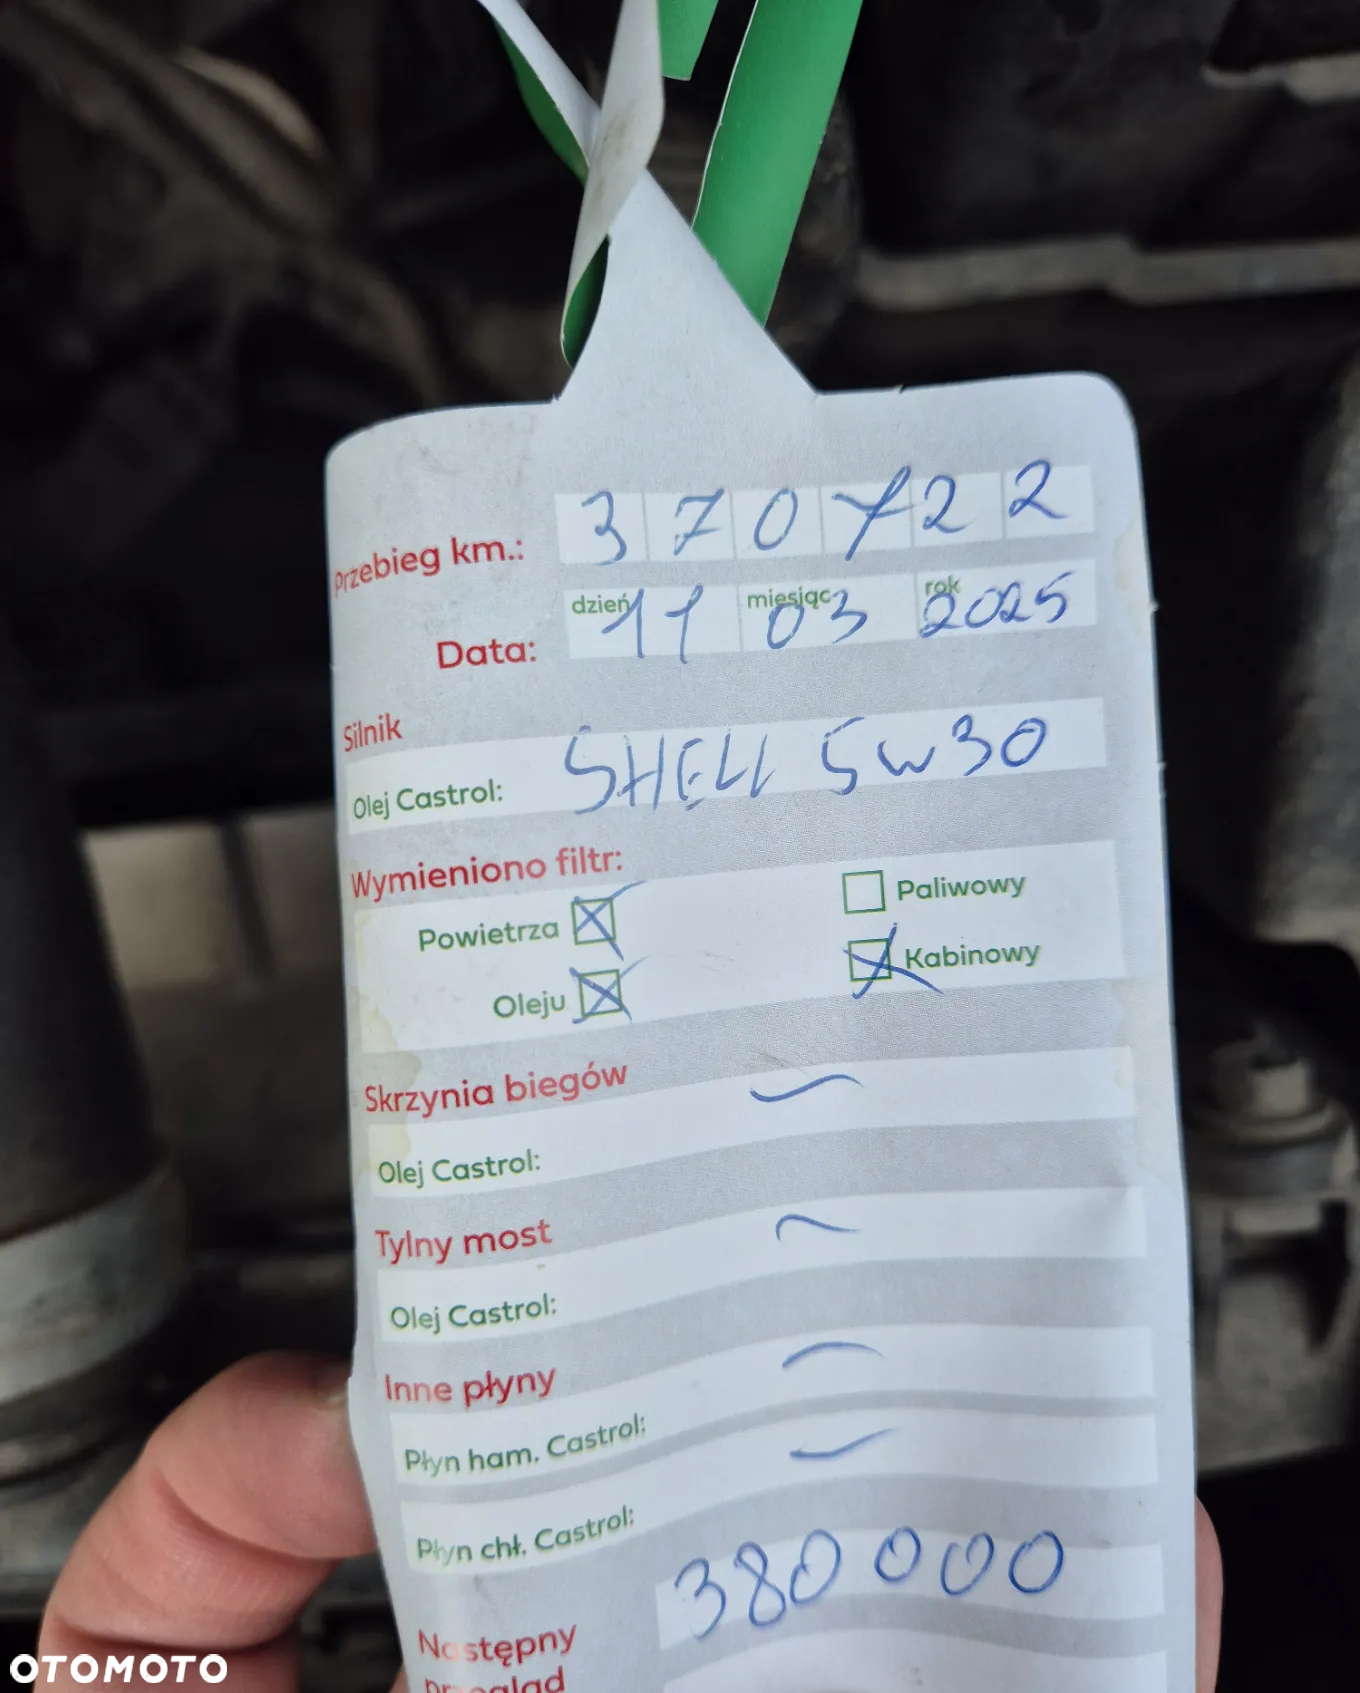 Przebieg km.: 370722
dzień miesiąc rok
Data: 11 03 2025
Silnik
Olej Castrol: SHELL 5W30
Wymieniono filtr:
Powietrza Paliwowy
Oleju Kabinowy
Skrzynia biegów
Olej Castrol:
Tylny most
Olej Castrol:
Inne płyny
Płyn ham. Castrol:
Płyn chł. Castrol:
380000
Następny
przegląd
OTOMOTO